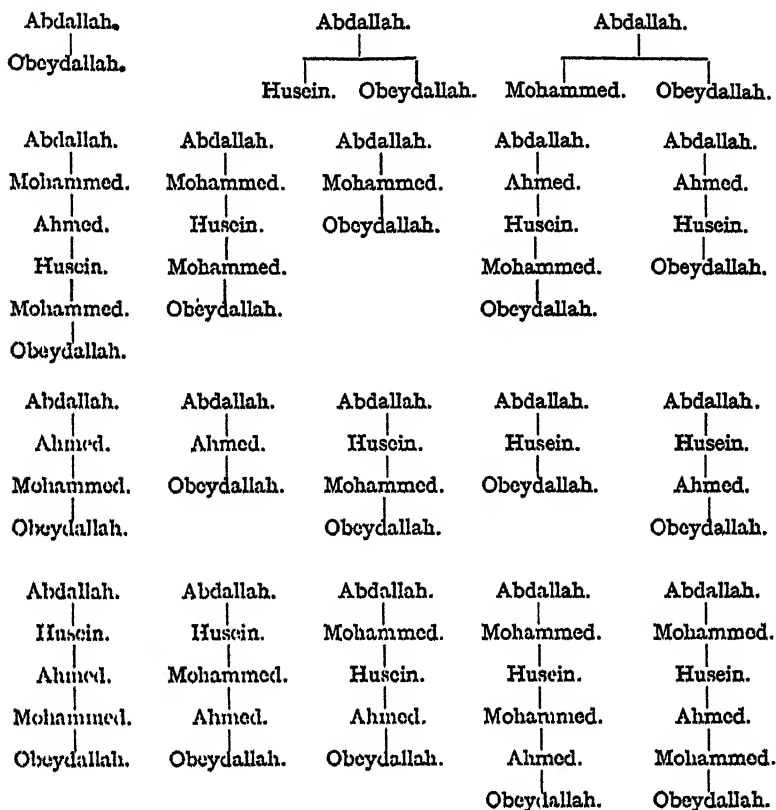 Abdallah. Abdallah. Abdallah.
Obeydallah.
Husein. Obeydallah. Mohammed. Obeydallah.
Abdallah. Abdallah. Abdallah. Abdallah. Abdallah.
Mohammed. Mohammed. Mohammed. Ahmed. Ahmed.
Ahmed. Husein. Obeydallah. Husein. Husein.
Husein. Mohammed. Mohammed. Obeydallah.
Mohammed. Obeydallah. Obeydallah.
Obeydallah.
Abdallah. Abdallah. Abdallah. Abdallah. Abdallah.
Ahmed. Ahmed. Husein. Husein. Husein.
Mohammed. Obeydallah. Mohammed. Obeydallah. Ahmed.
Obeydallah. Obeydallah. Obeydallah.
Abdallah. Abdallah. Abdallah. Abdallah. Abdallah.
Husein. Husein. Mohammed. Mohammed. Mohammed.
Ahmed. Mohammed. Husein. Husein. Husein.
Mohammed. Ahmed. Ahmed. Mohammed. Ahmed.
Obeydallah. Obeydallah. Obeydallah. Ahmed. Mohammed.
Obeydallah. Obeydallah.